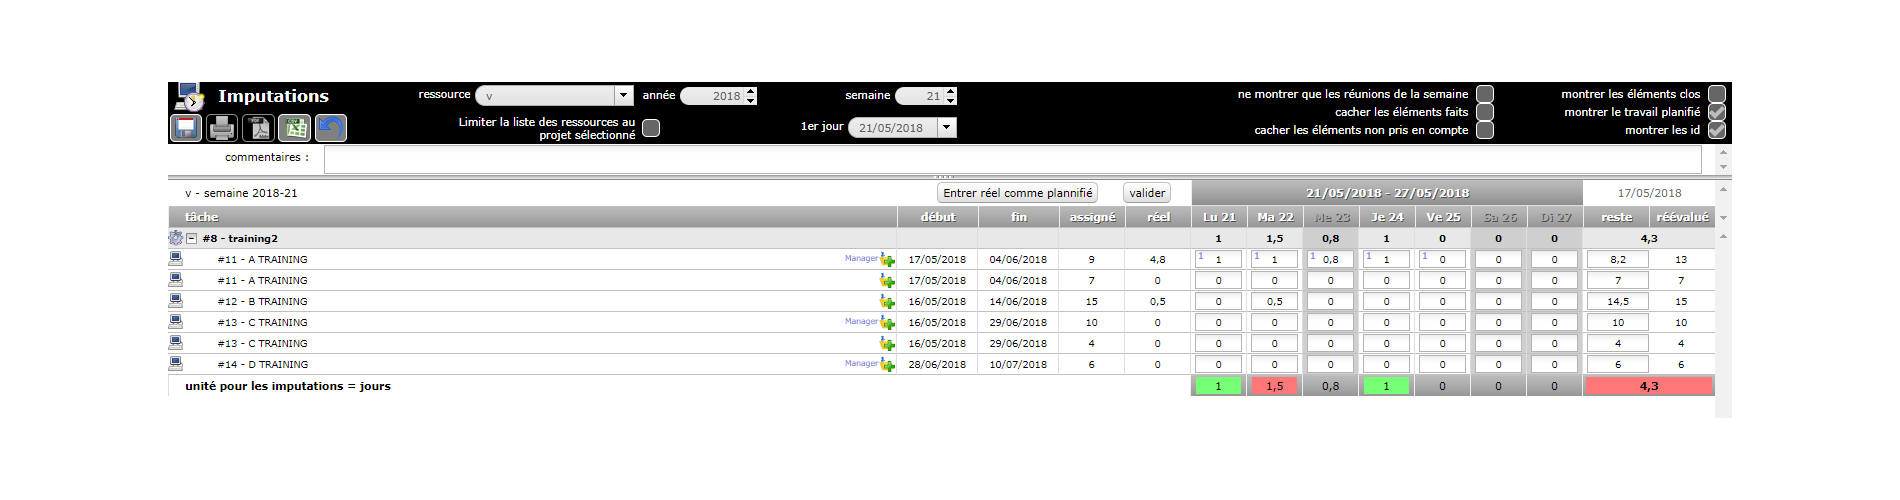 Imputations
ressource v année 2018 semaine 21
ne montrer que les réunions de la semaine
montrer les éléments clos
cacher les éléments faits
montrer le travail planifié
Limiter la liste des ressources au
projet sélectionné
1er jour 21/05/2018
cacher les éléments non pris en compte
montrer les id
commentaires :
v - semaine 2018-21 Entrer réel comme plannifié valider 21/05/2018 - 27/05/2018 17/05/2018
tâche début fin assigné réel Lu 21 Ma 22 Me 23 Je 24 Ve 25 Sa 26 Di 27 reste réévalué
#8 - training2 1 1,5 0,8 1 0 0 0 4,3
#11 - A TRAINING Manager 17/05/2018 04/06/2018 9 4,8 1 1 1 1 1 0,8 1 1 1 0 0 0 8,2 13
#11 - A TRAINING 17/05/2018 04/06/2018 7 0 0 0 0 0 0 0 0 7 7
#12 - B TRAINING 16/05/2018 14/06/2018 15 0,5 0 0,5 0 0 0 0 0 14,5 15
#13 - C TRAINING Manager 16/05/2018 29/06/2018 10 0 0 0 0 0 0 0 0 10 10
#13 - C TRAINING 16/05/2018 29/06/2018 4 0 0 0 0 0 0 0 0 4 4
#14 - D TRAINING Manager 28/06/2018 10/07/2018 6 0 0 0 0 0 0 0 0 6 6
unité pour les imputations = jours 1 1,5 0,8 1 0 0 0 4,3